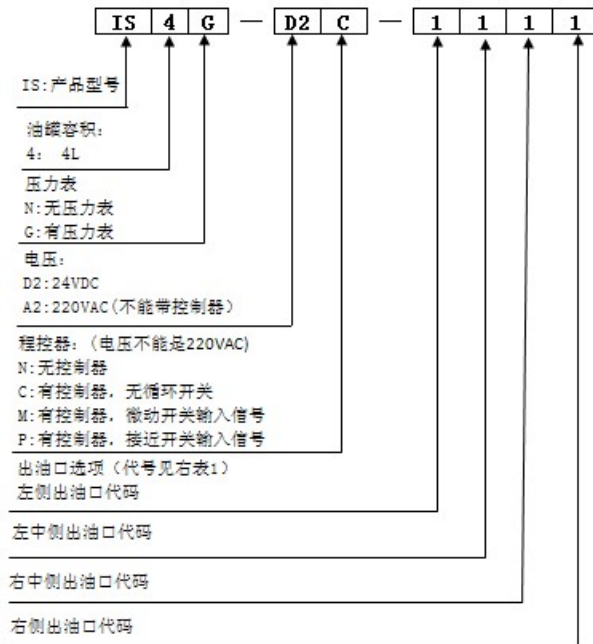 IS 4 G — D2 C — 1 1 1 1
IS:产品型号
油罐容积:
4: 4L
压力表
N:无压力表
G:有压力表
电压:
D2:24VDC
A2:220VAC(不能带控制器)
程控器:(电压不能是220VAC)
N:无控制器
C:有控制器，无循环开关
M:有控制器，微动开关输入信号
P:有控制器，接近开关输入信号
出油口选项（代号见右表1）
左侧出油口代码
左中侧出油口代码
右中侧出油口代码
右侧出油口代码